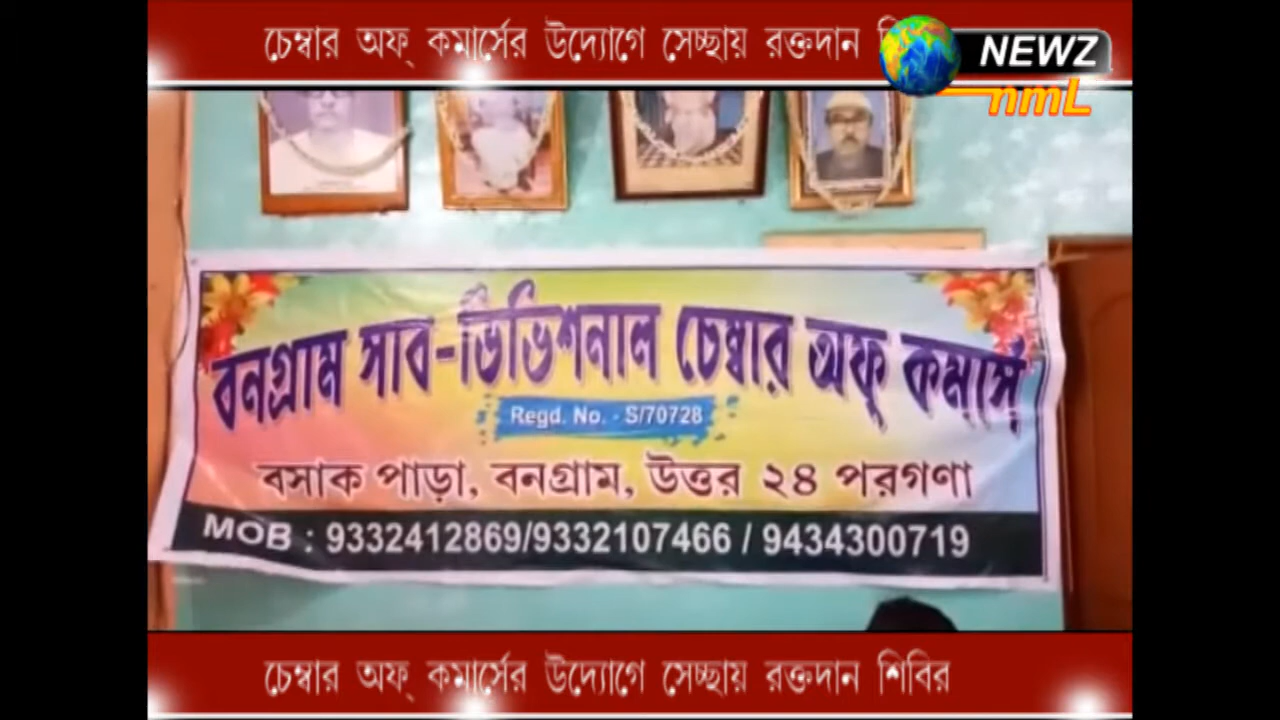 চেম্বার অফ্ কমার্সের উদ্যোগে সেচ্ছায় রক্তদান
NEWZ
nmL
বনগ্রাম সাব-ডিভিশনাল চেম্বার অফ্ কমার্স
Regd. No. - S/70728
বসাক পাড়া, বনগ্রাম, উত্তর ২৪ পরগণা
MOB : 9332412869/9332107466 / 9434300719
চেম্বার অফ্ কমার্সের উদ্যোগে সেচ্ছায় রক্তদান শিবির